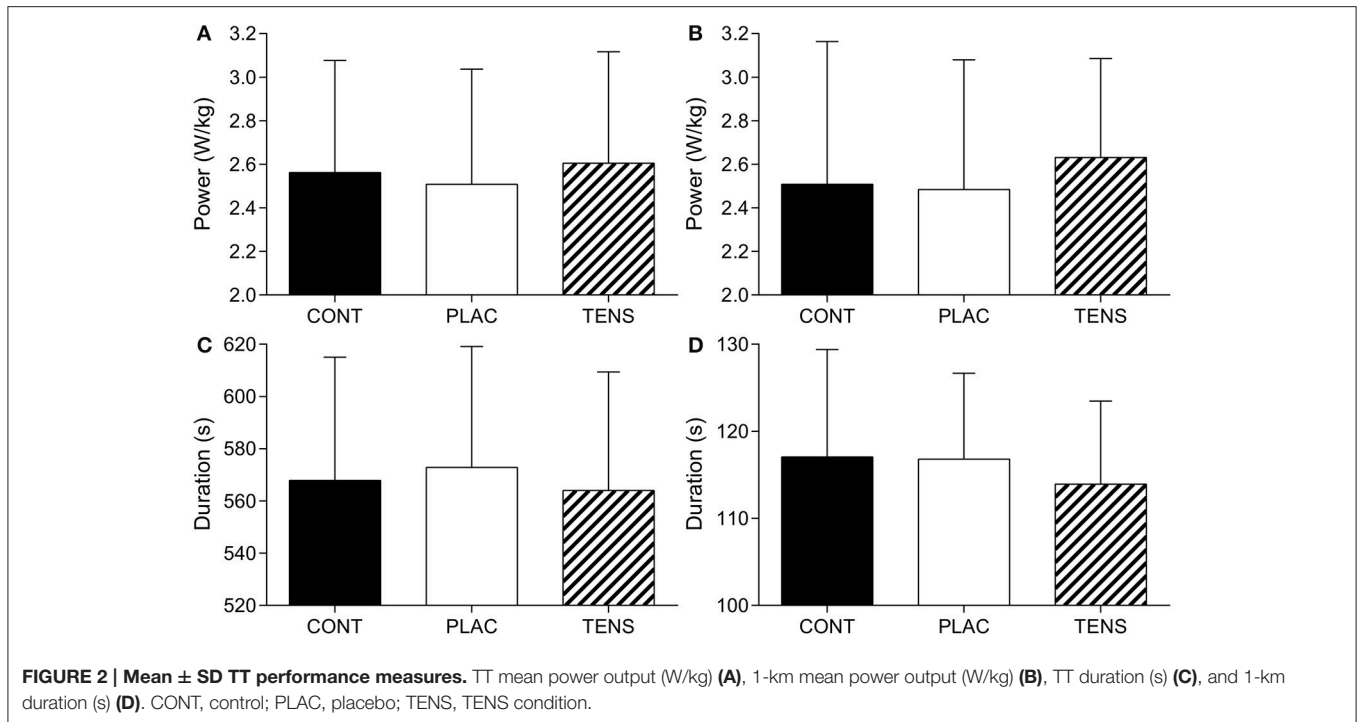 A
3.2
3.0
2.8
2.6
2.4
2.2
2.0
Power (W/kg)
CONT PLAC TENS
B
3.2
3.0
2.8
2.6
2.4
2.2
2.0
Power (W/kg)
CONT PLAC TENS
C
620
600
580
560
540
520
Duration (s)
CONT PLAC TENS
D
130
120
110
100
Duration (s)
CONT PLAC TENS
FIGURE 2 | Mean ± SD TT performance measures. TT mean power output (W/kg) (A), 1-km mean power output (W/kg) (B), TT duration (s) (C), and 1-km
duration (s) (D). CONT, control; PLAC, placebo; TENS, TENS condition.